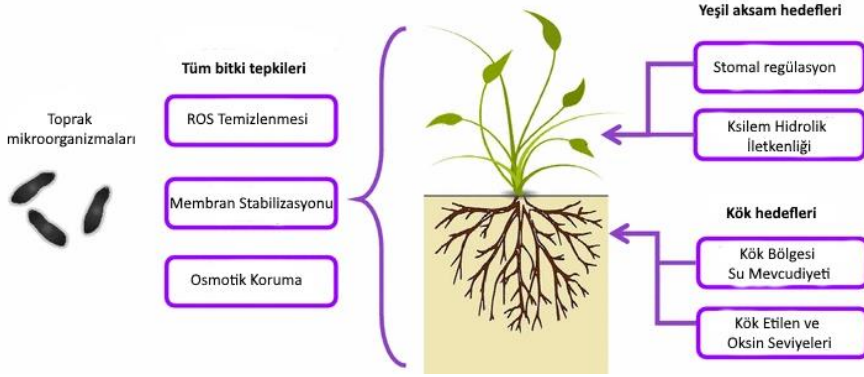 Toprak
mikroorganizmaları
Tüm bitki tepkileri
ROS Temizlenmesi
Membran Stabilizasyonu
Osmotik Koruma
Yeşil aksam hedefleri
Stomal regülasyon
Ksilem Hidrolik
İletkenliği
Kök hedefleri
Kök Bölgesi
Su Mevcudiyeti
Kök Etilen ve
Oksin Seviyeleri